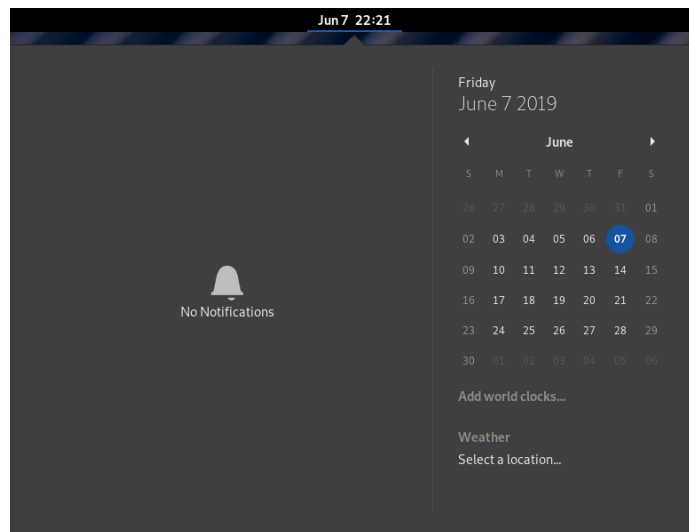 Jun 7 22:21
No Notifications
Friday
June 7 2019
June
S M T W T F S
26 27 28 29 30 31 01
02 03 04 05 06 07 08
09 10 11 12 13 14 15
16 17 18 19 20 21 22
23 24 25 26 27 28 29
30 01 02 03 04 05 06
Add world clocks…
Weather
Select a location…